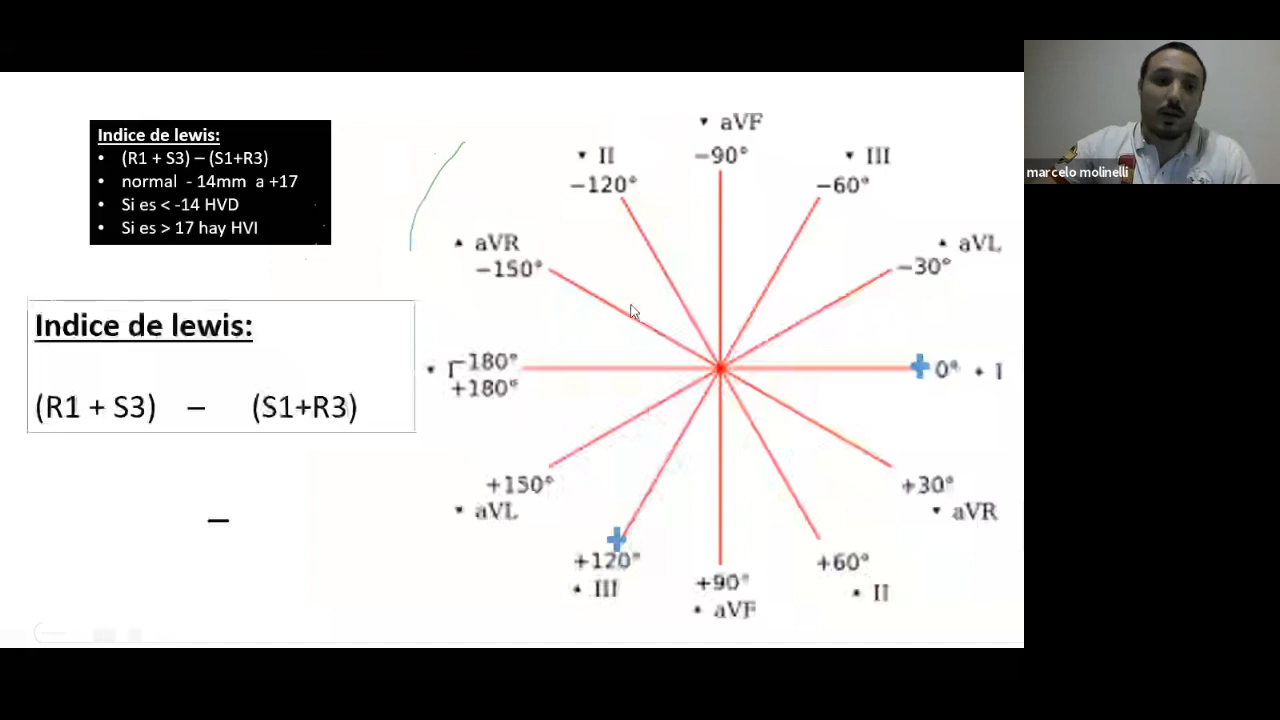 Indice de lewis:
• (R1 + S3) – (S1+R3)
• normal - 14mm a +17
• Si es < -14 HVD
• Si es > 17 hay HVI
Indice de lewis:
(R1 + S3) – (S1+R3)
–
▾ aVF
−90°
▾ II
−120°
▾ III
−60°
▴ aVR
−150°
▴ aVL
−30°
▾ I −180°
+180°
0° + I
+150°
▾ aVL
+30°
▾ aVR
+120°
▴ III
+90°
▴ aVF
+60°
▴ II
marcelo molinelli